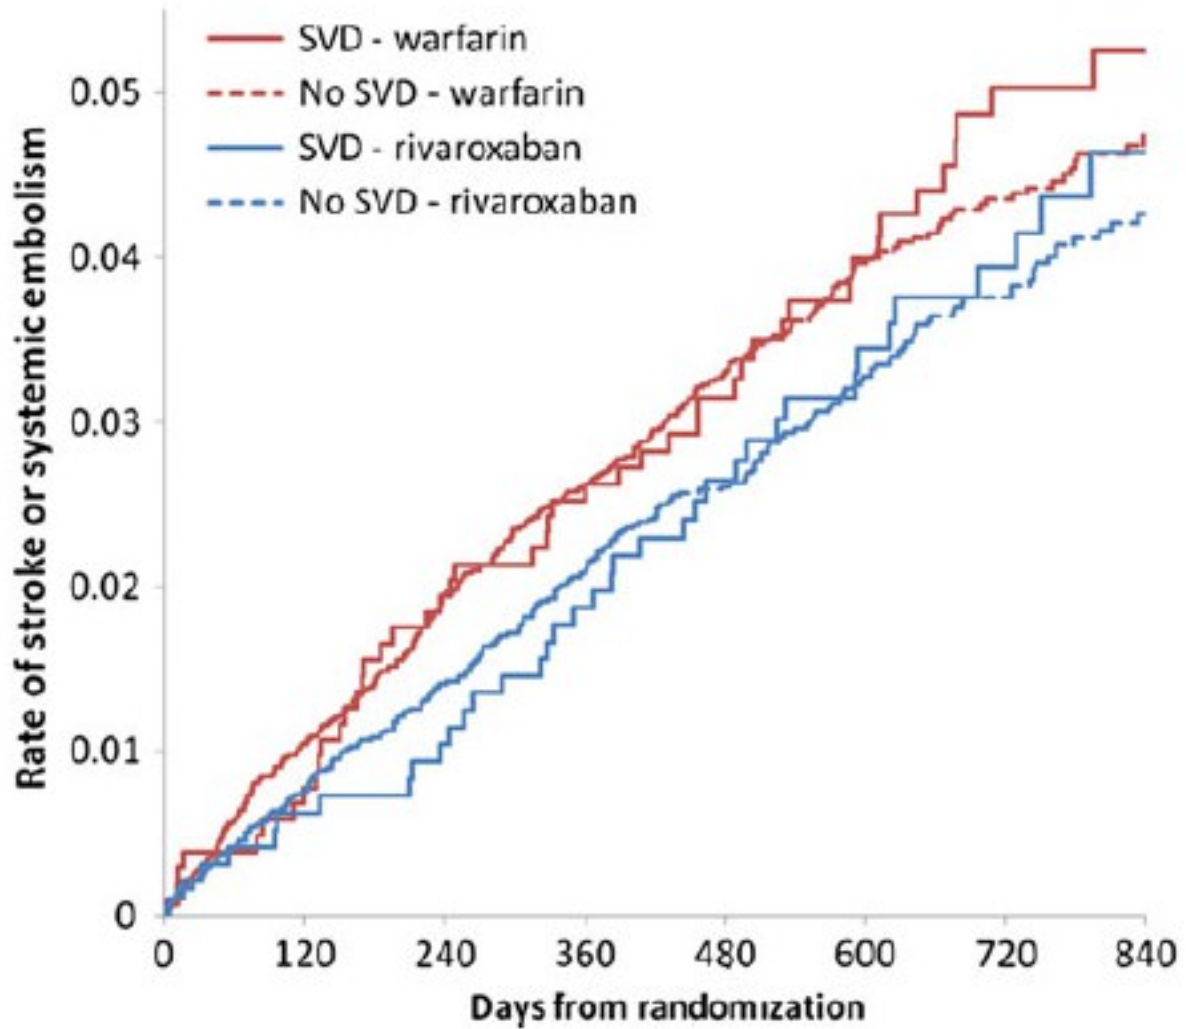 SVD - warfarin
No SVD - warfarin
SVD - rivaroxaban
No SVD - rivaroxaban
Rate of stroke or systemic embolism
0.05
0.04
0.03
0.02
0.01
0
0 120 240 360 480 600 720 840
Days from randomization